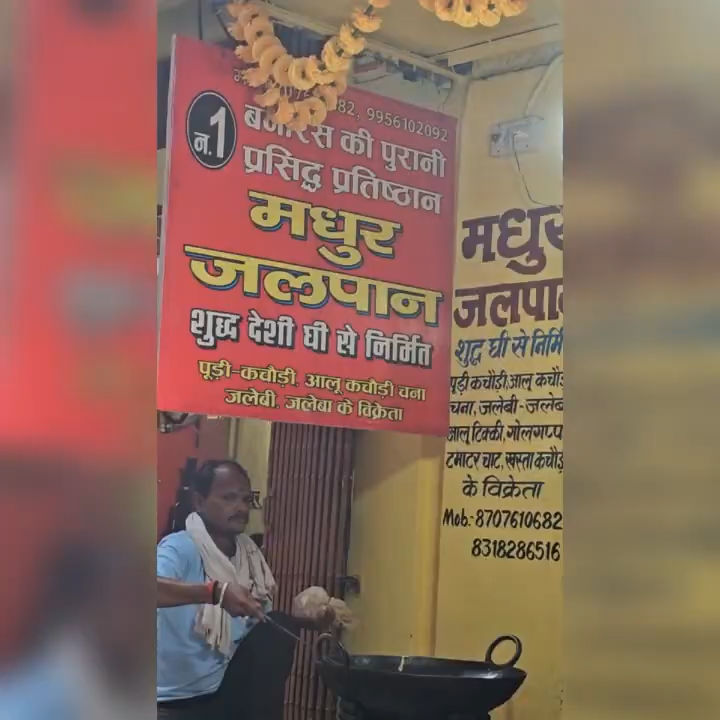 82, 9956102092
न.1
बनारस की पुरानी
प्रसिद्ध प्रतिष्ठान
मधुर
जलपान
शुद्ध देशी घी से निर्मित
पूड़ी-कचौड़ी, आलू कचौड़ी चना
जलेबी, जलेबा के विक्रेता
मधुर
जलपा
शुद्ध घी से निर्मि
पूड़ी कचौड़ी, आलू कचौड़
चना, जलेबी-जलेब
आलू टिक्की, गोलगप्प
टमाटर चाट, खस्ता कचौड़
के विक्रेता
Mob.-8707610682
8318286516